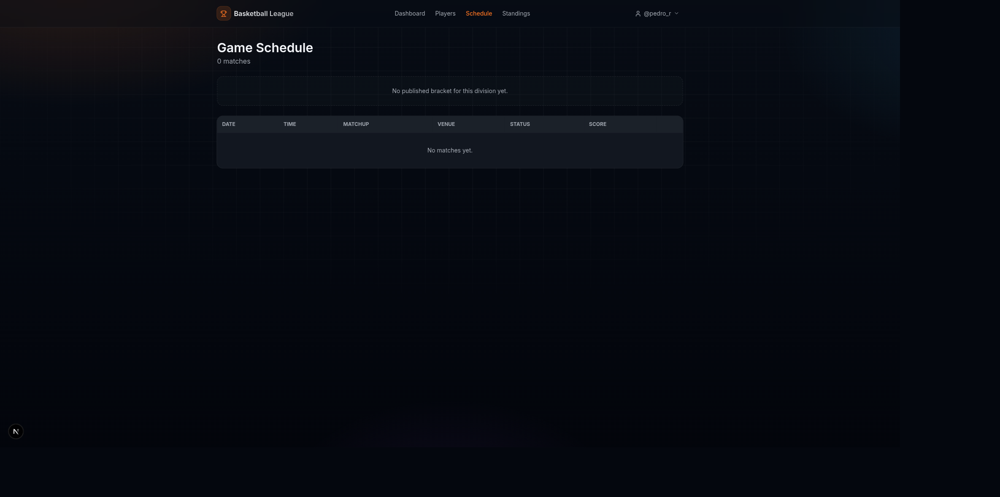 Basketball League
Dashboard Players Schedule Standings
@pedro_r
Game Schedule
0 matches
No published bracket for this division yet.
DATE TIME MATCHUP VENUE STATUS SCORE
No matches yet.
N